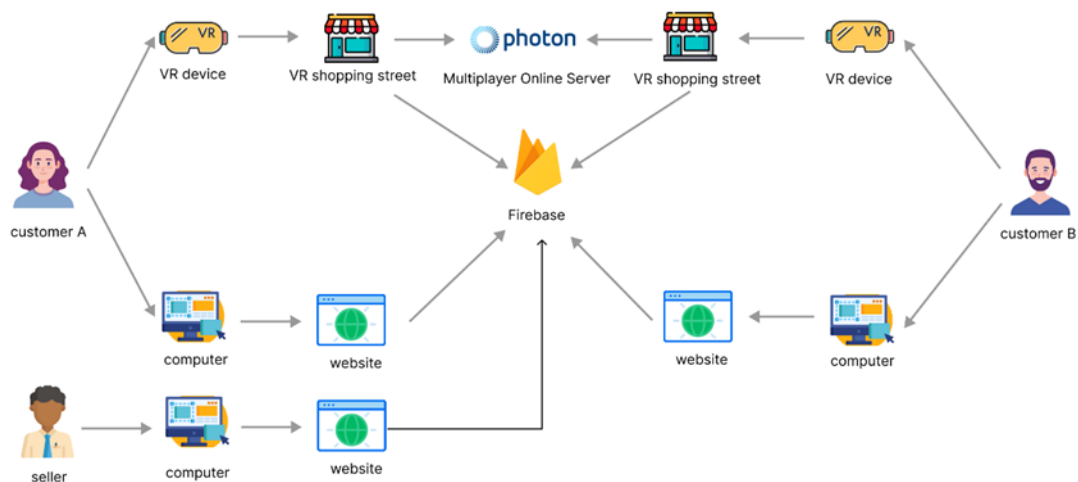 VR
photon
VR
VR device
VR shopping street
Multiplayer Online Server
VR shopping street
VR device
Firebase
customer A
customer B
computer
website
website
computer
seller
computer
website